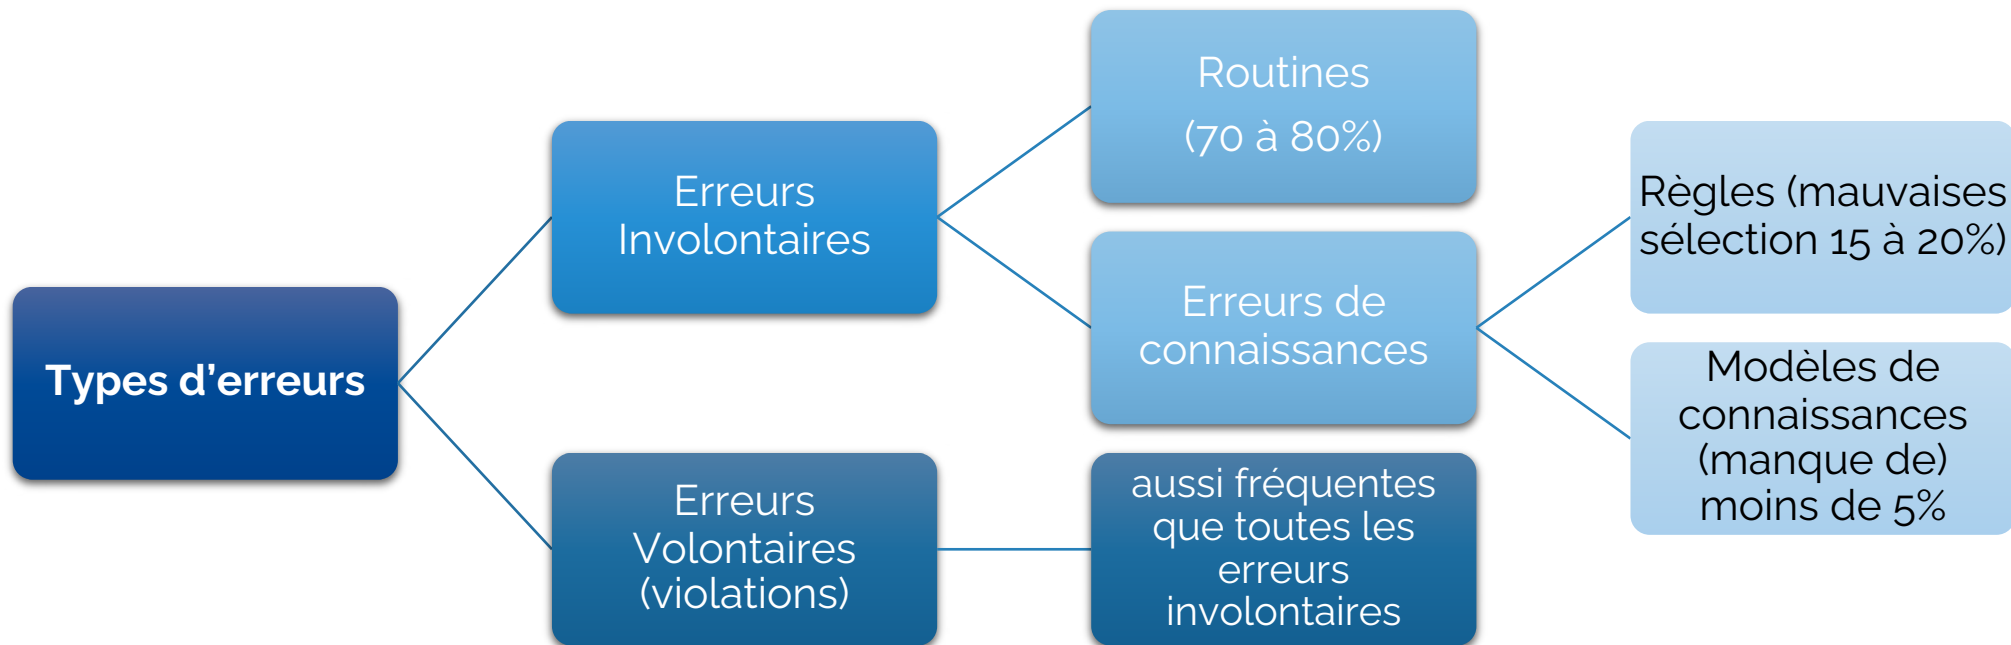 Types d’erreurs
Erreurs
Involontaires
Routines
(70 à 80%)
Erreurs de
connaissances
Règles (mauvaises
sélection 15 à 20%)
Modèles de
connaissances
(manque de)
moins de 5%
Erreurs
Volontaires
(violations)
aussi fréquentes
que toutes les
erreurs
involontaires